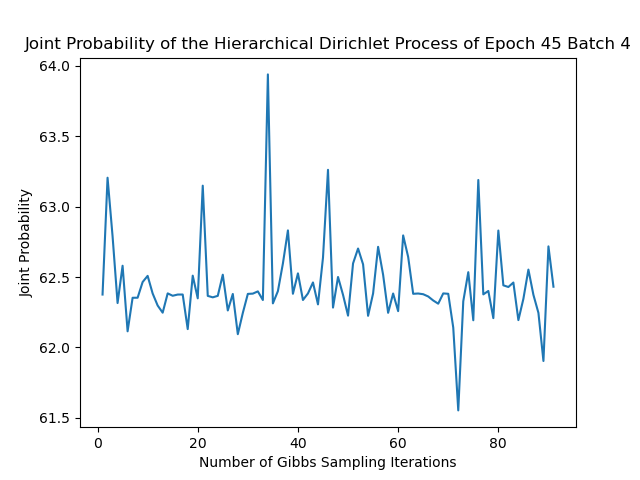 Joint Probability of the Hierarchical Dirichlet Process of Epoch 45 Batch 4
64.0
63.5
63.0
62.5
62.0
61.5
Joint Probability
0 20 40 60 80
Number of Gibbs Sampling Iterations